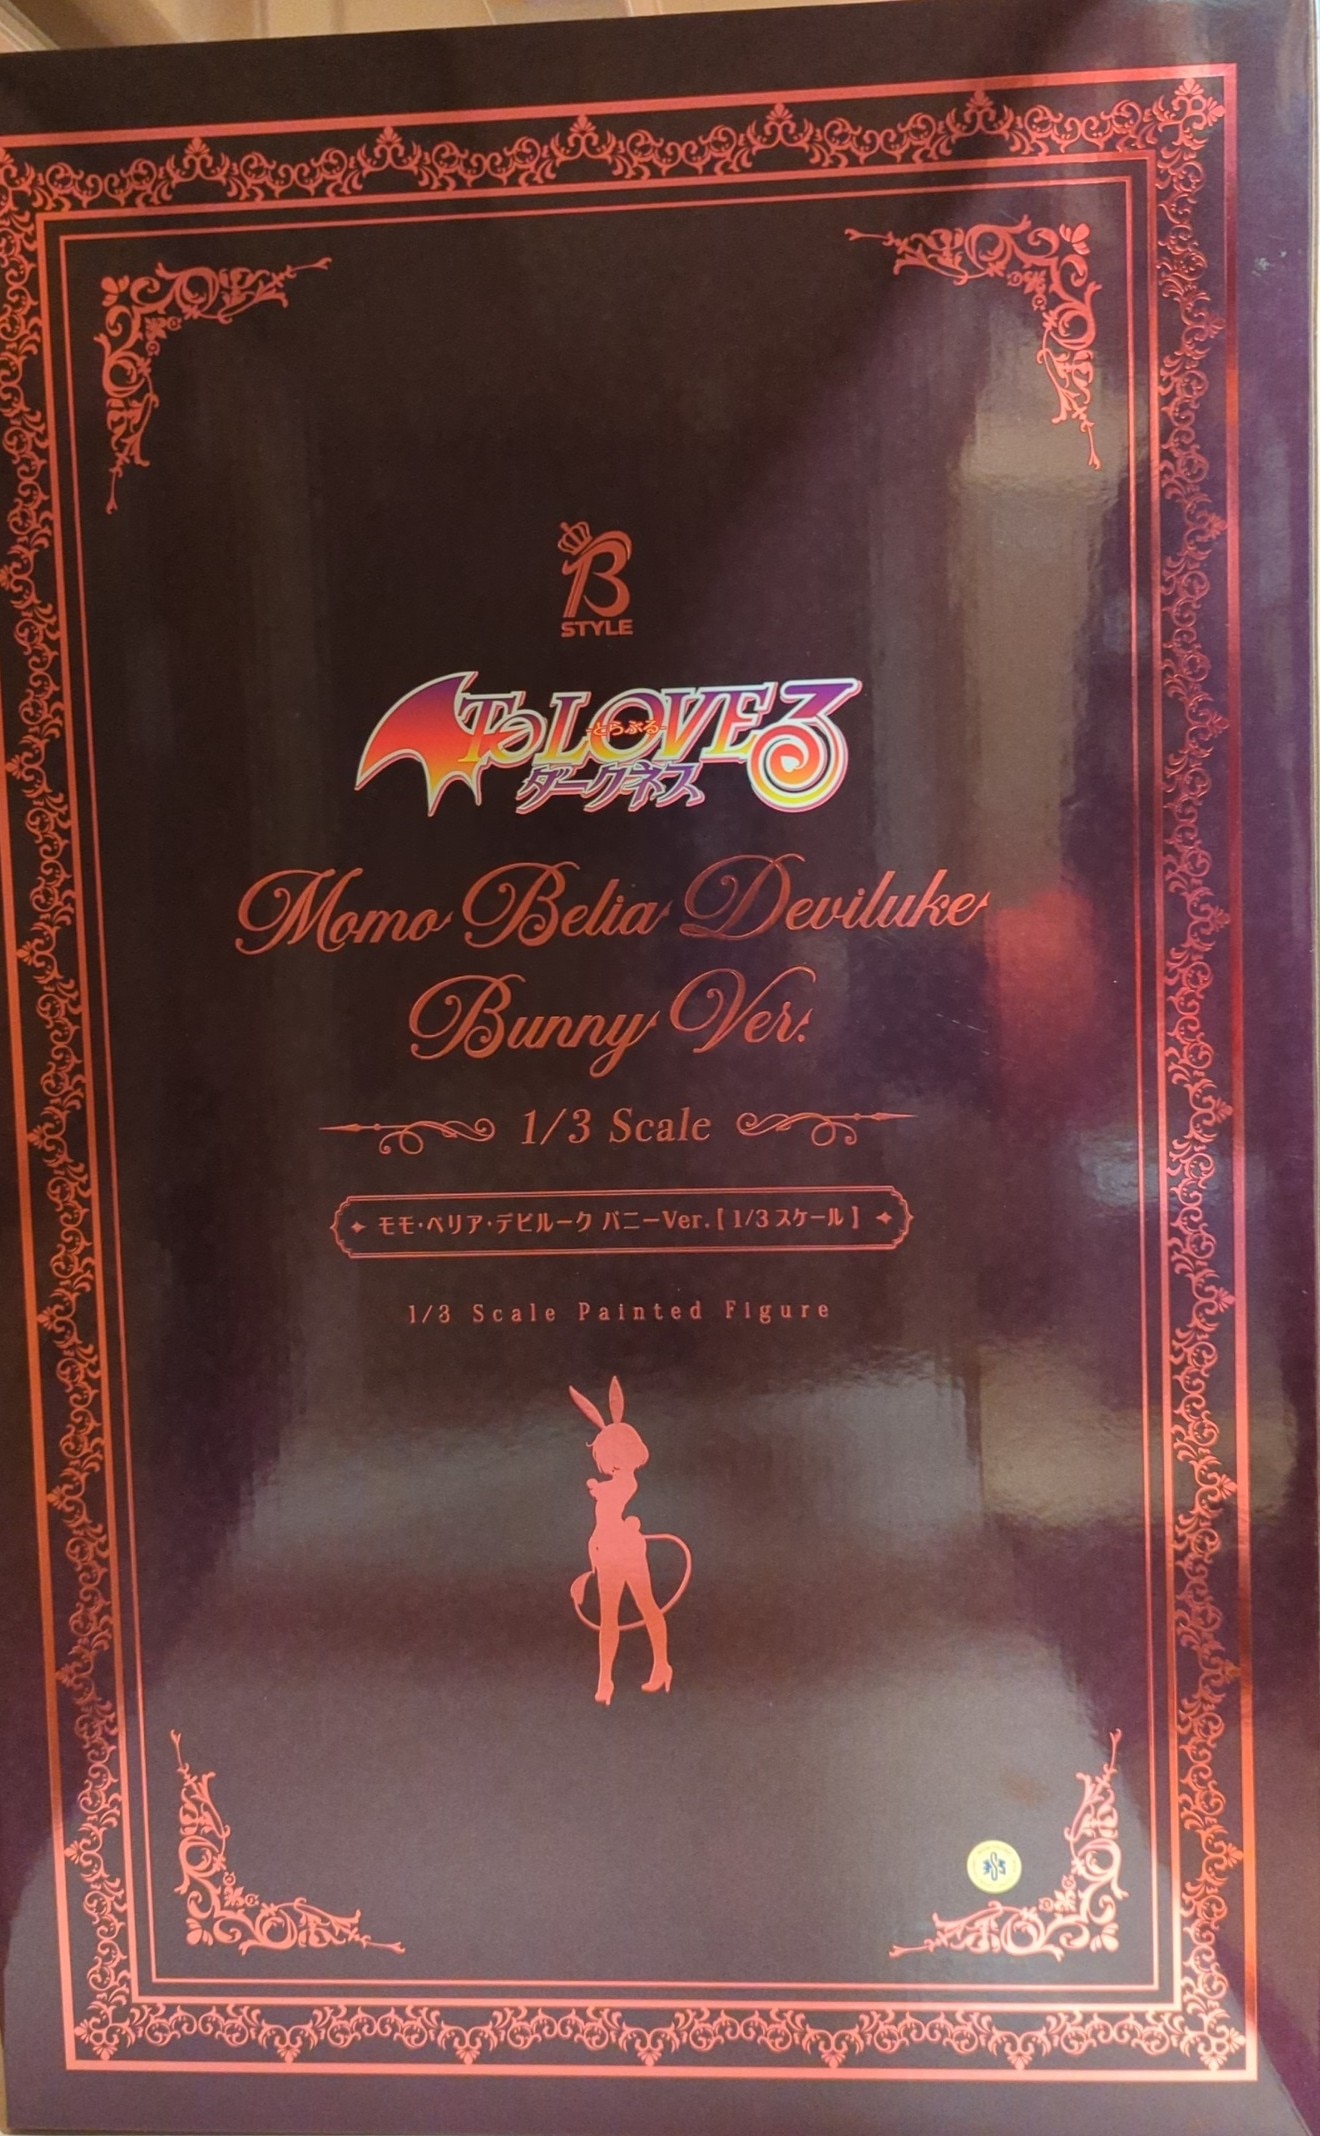 B
STYLE
To LOVEる
-とらぶる-
ダークネス
Momo Belia Deviluke
Bunny Ver.
1/3 Scale
モモ・ベリア・デビルーク バニーVer.【1/3スケール】
1/3 Scale Painted Figure